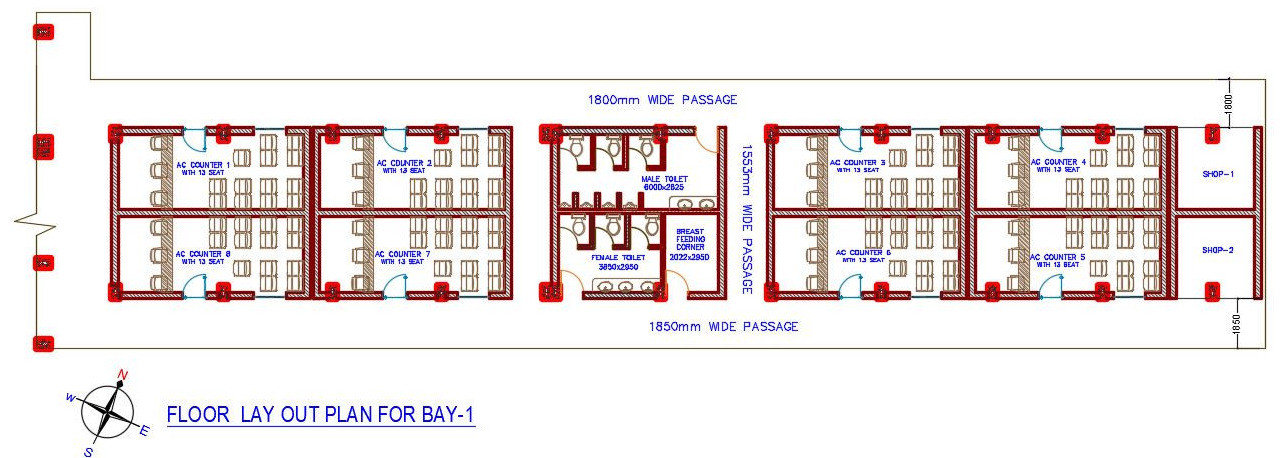 1800mm WIDE PASSAGE
1800
AC COUNTER 1
WITH 13 SEAT
AC COUNTER 2
WITH 13 SEAT
MALE TOILET
6000x2825
1553mm WIDE PASSAGE
AC COUNTER 3
WITH 13 SEAT
AC COUNTER 4
WITH 13 SEAT
SHOP-1
AC COUNTER 8
WITH 13 SEAT
AC COUNTER 7
WITH 13 SEAT
FEMALE TOILET
3850x2950
BREAST
FEEDING
CORNER
2022x2950
AC COUNTER 6
WITH 13 SEAT
AC COUNTER 5
WITH 13 SEAT
SHOP-2
1850mm WIDE PASSAGE
1850
N
W
E
S
FLOOR LAY OUT PLAN FOR BAY-1